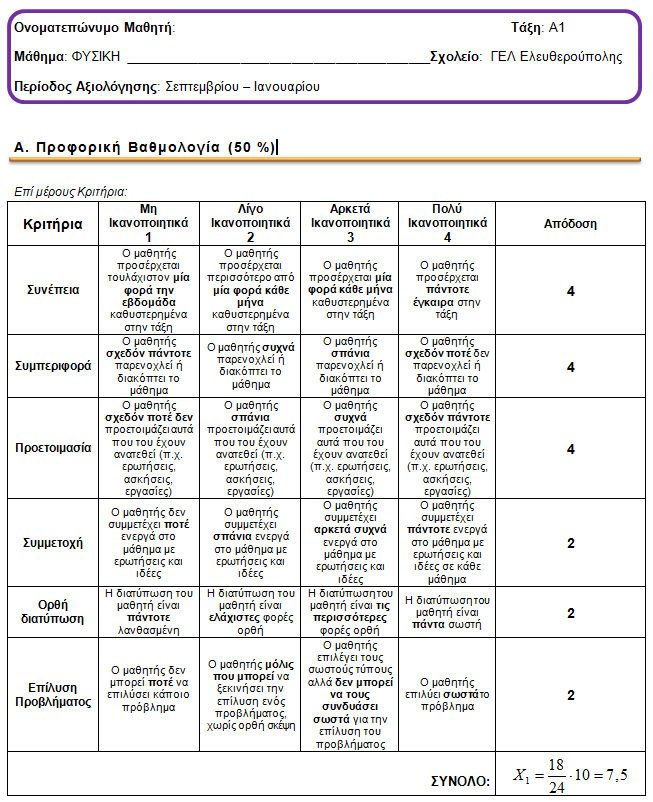 Ονοματεπώνυμο Μαθητή: Τάξη: Α1
Μάθημα: ΦΥΣΙΚΗ ________________________________________Σχολείο: ΓΕΛ Ελευθερούπολης
Περίοδος Αξιολόγησης: Σεπτεμβρίου – Ιανουαρίου
Α. Προφορική Βαθμολογία (50 %)
Επί μέρους Κριτήρια:
Κριτήρια
Μη
Ικανοποιητικά
1
Λίγο
Ικανοποιητικά
2
Αρκετά
Ικανοποιητικά
3
Πολύ
Ικανοποιητικά
4
Απόδοση
Συνέπεια
Ο μαθητής
προσέρχεται
τουλάχιστον μία
φορά την
εβδομάδα
καθυστερημένα
στην τάξη
Ο μαθητής
προσέρχεται
περισσότερο από
μία φορά κάθε
μήνα
καθυστερημένα
στην τάξη
Ο μαθητής
προσέρχεται μία
φορά κάθε μήνα
καθυστερημένα
στην τάξη
Ο μαθητής
προσέρχεται
πάντοτε
έγκαιρα στην
τάξη
4
Συμπεριφορά
Ο μαθητής
σχεδόν πάντοτε
παρενοχλεί ή
διακόπτει το
μάθημα
Ο μαθητής συχνά
παρενοχλεί ή
διακόπτει το
μάθημα
Ο μαθητής
σπάνια
παρενοχλεί ή
διακόπτει το
μάθημα
Ο μαθητής
σχεδόν ποτέ δεν
παρενοχλεί ή
διακόπτει το
μάθημα
4
Προετοιμασία
Ο μαθητής
σχεδόν ποτέ δεν
προετοιμάζει αυτά
που του έχουν
ανατεθεί (π.χ.
ερωτήσεις,
ασκήσεις,
εργασίες)
Ο μαθητής
σπάνια
προετοιμάζει αυτά
που του έχουν
ανατεθεί (π.χ.
ερωτήσεις,
ασκήσεις,
εργασίες)
Ο μαθητής
συχνά
προετοιμάζει
αυτά που του
έχουν ανατεθεί
(π.χ. ερωτήσεις,
ασκήσεις,
εργασίες)
Ο μαθητής
σχεδόν πάντοτε
προετοιμάζει
αυτά που του
έχουν ανατεθεί
(π.χ. ερωτήσεις,
ασκήσεις,
εργασίες)
4
Συμμετοχή
Ο μαθητής δεν
συμμετέχει ποτέ
ενεργά στο
μάθημα με
ερωτήσεις και
ιδέες
Ο μαθητής
συμμετέχει
σπάνια ενεργά
στο μάθημα με
ερωτήσεις και
ιδέες
Ο μαθητής
συμμετέχει
αρκετά συχνά
ενεργά στο
μάθημα με
ερωτήσεις και
ιδέες
Ο μαθητής
συμμετέχει
πάντοτε ενεργά
στο μάθημα με
ερωτήσεις και
ιδέες σε κάθε
μάθημα
2
Ορθή
διατύπωση
Η διατύπωση του
μαθητή είναι
πάντοτε
λανθασμένη
Η διατύπωση του
μαθητή είναι
ελάχιστες φορές
ορθή
Η διατύπωση του
μαθητή είναι τις
περισσότερες
φορές ορθή
Η διατύπωση του
μαθητή είναι
πάντα σωστή
2
Επίλυση
Προβλήματος
Ο μαθητής δεν
μπορεί ποτέ να
επιλύσει κάποιο
πρόβλημα
Ο μαθητής μόλις
που μπορεί να
ξεκινήσει την
επίλυση ενός
προβλήματος,
χωρίς ορθή σκέψη
Ο μαθητής
επιλέγει τους
σωστούς τύπους
αλλά δεν μπορεί
να τους
συνδυάσει
σωστά για την
επίλυση του
προβλήματος
Ο μαθητής
επιλύει σωστά το
πρόβλημα
2
ΣΥΝΟΛΟ:
X₁ = 18/24 · 10 = 7,5